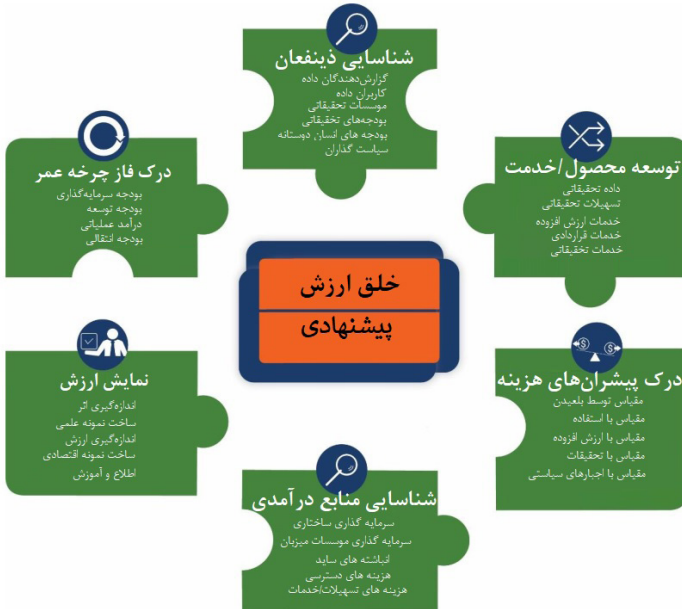 شناسایی ذینفعان
گزارش‌دهندگان داده
کاربران داده
موسسات تحقیقاتی
بودجه‌های تخقیقاتی
بودجه های انسان دوستانه
سیاست گذاران
توسعه محصول/خدمت
داده تحقیقاتی
تسهیلات تحقیقاتی
خدمات ارزش افزوده
خدمات قراردادی
خدمات تخقیقاتی
درک فاز چرخه عمر
بودجه سرمایه‌گذاری
بودجه توسعه
درآمد عملیاتی
بودجه انتقالی
خلق ارزش
پیشنهادی
درک پیشران‌های هزینه
مقیاس توسط بلعیدن
مقیاس با استفاده
مقیاس با ارزش افزوده
مقیاس با تحقیقات
مقیاس با اجبارهای سیاستی
نمایش ارزش
اندازه‌گیری اثر
ساخت نمونه علمی
اندازه‌گیری ارزش
ساخت نمونه اقتصادی
اطلاع و آموزش
شناسایی منابع درآمدی
سرمایه گذاری ساختاری
سرمایه گذاری موسسات میزبان
انباشته های ساید
هزینه های دسترسی
هزینه های تسهیلات/خدمات